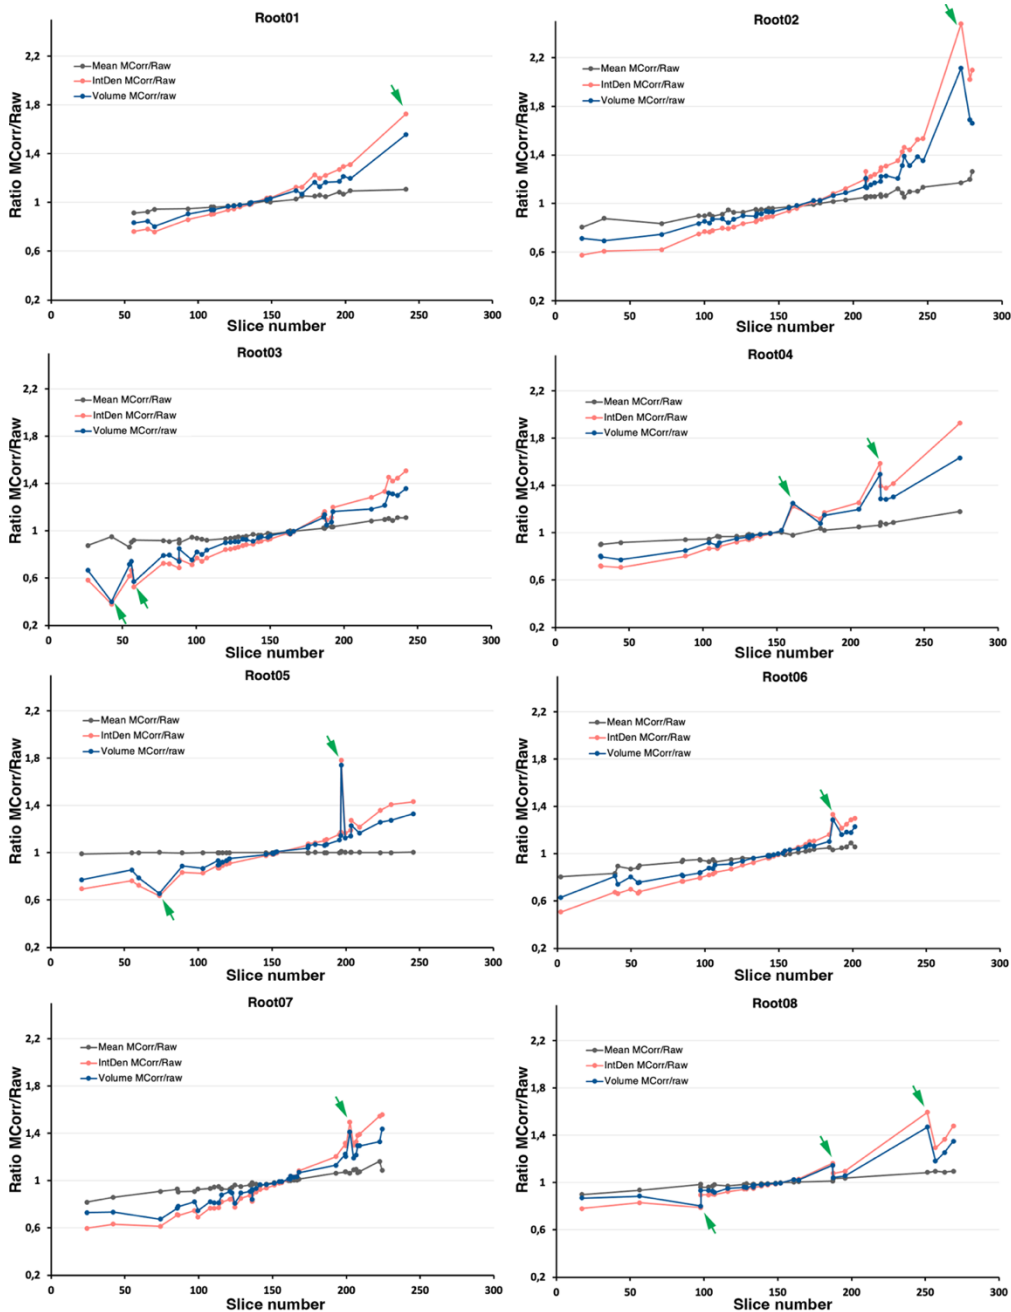 Root01
Ratio MCorr/Raw
2,2
1,8
1,4
1
0,6
0,2
Mean MCorr/Raw
IntDen MCorr/Raw
Volume MCorr/raw
0 50 100 150 200 250 300
Slice number
Root02
Ratio MCorr/Raw
2,2
1,8
1,4
1
0,6
0,2
Mean MCorr/Raw
IntDen MCorr/Raw
Volume MCorr/raw
0 50 100 150 200 250 300
Slice number
Root03
Ratio MCorr/Raw
2,2
1,8
1,4
1
0,6
0,2
Mean MCorr/Raw
IntDen MCorr/Raw
Volume MCorr/raw
0 50 100 150 200 250 300
Slice number
Root04
Ratio MCorr/Raw
2,2
1,8
1,4
1
0,6
0,2
Mean MCorr/Raw
IntDen MCorr/Raw
Volume MCorr/raw
0 50 100 150 200 250 300
Slice number
Root05
Ratio MCorr/Raw
2,2
1,8
1,4
1
0,6
0,2
Mean MCorr/Raw
IntDen MCorr/Raw
Volume MCorr/raw
0 50 100 150 200 250 300
Slice number
Root06
Ratio MCorr/Raw
2,2
1,8
1,4
1
0,6
0,2
Mean MCorr/Raw
IntDen MCorr/Raw
Volume MCorr/raw
0 50 100 150 200 250 300
Slice number
Root07
Ratio MCorr/Raw
2,2
1,8
1,4
1
0,6
0,2
Mean MCorr/Raw
IntDen MCorr/Raw
Volume MCorr/raw
0 50 100 150 200 250 300
Slice number
Root08
Ratio MCorr/Raw
2,2
1,8
1,4
1
0,6
0,2
Mean MCorr/Raw
IntDen MCorr/Raw
Volume MCorr/raw
0 50 100 150 200 250 300
Slice number